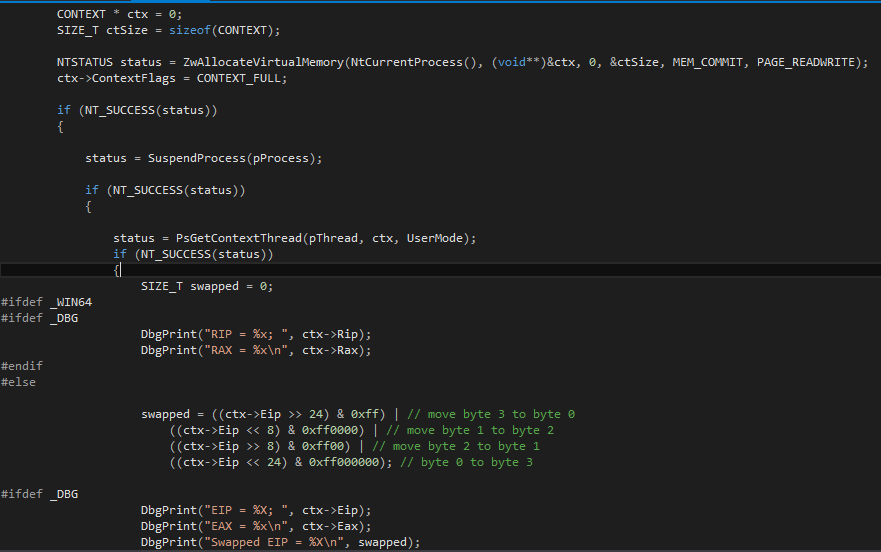 CONTEXT * ctx = 0;
SIZE_T ctSize = sizeof(CONTEXT);
NTSTATUS status = ZwAllocateVirtualMemory(NtCurrentProcess(), (void**)&ctx, 0, &ctSize, MEM_COMMIT, PAGE_READWRITE);
ctx->ContextFlags = CONTEXT_FULL;
if (NT_SUCCESS(status))
{
status = SuspendProcess(pProcess);
if (NT_SUCCESS(status))
{
status = PsGetContextThread(pThread, ctx, UserMode);
if (NT_SUCCESS(status))
{
SIZE_T swapped = 0;
#ifdef _WIN64
#ifdef _DBG
DbgPrint("RIP = %x; ", ctx->Rip);
DbgPrint("RAX = %x\n", ctx->Rax);
#endif
#else
swapped = ((ctx->Eip >> 24) & 0xff) | // move byte 3 to byte 0
((ctx->Eip << 8) & 0xff0000) | // move byte 1 to byte 2
((ctx->Eip >> 8) & 0xff00) | // move byte 2 to byte 1
((ctx->Eip << 24) & 0xff000000); // byte 0 to byte 3
#ifdef _DBG
DbgPrint("EIP = %X; ", ctx->Eip);
DbgPrint("EAX = %x\n", ctx->Eax);
DbgPrint("Swapped EIP = %X\n", swapped);